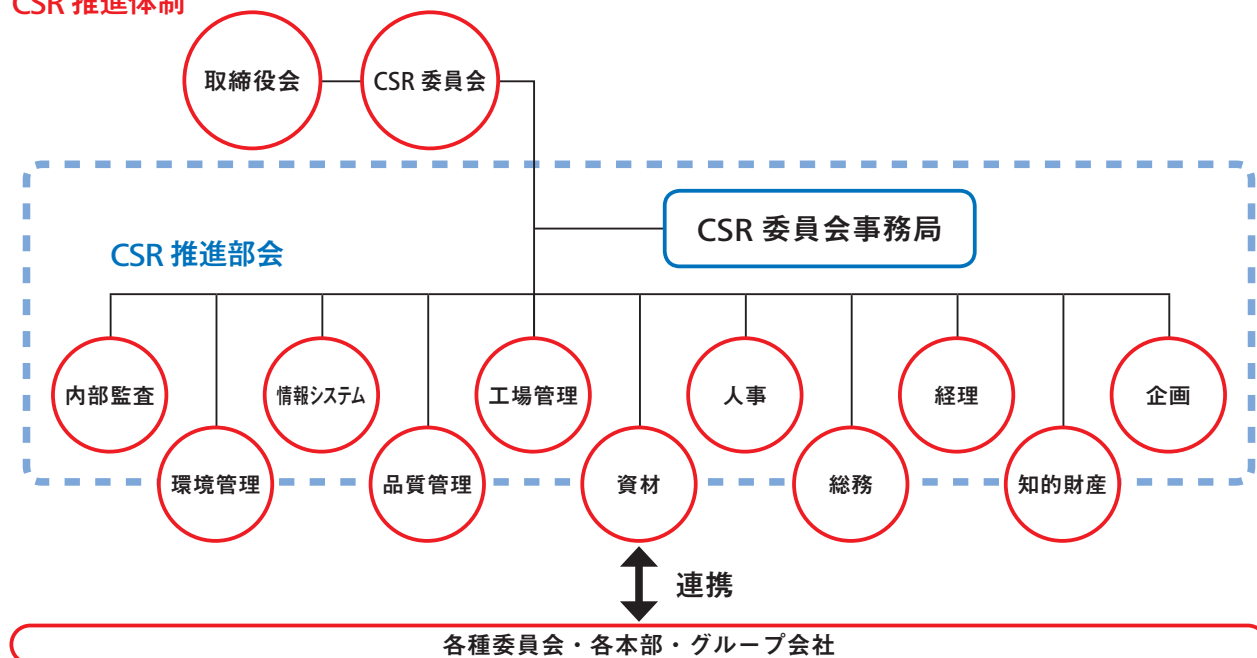 CSR 推進体制
取締役会
CSR 委員会
CSR 委員会事務局
CSR 推進部会
内部監査
情報システム
工場管理
人事
経理
企画
環境管理
品質管理
資材
総務
知的財産
連携
各種委員会・各本部・グループ会社